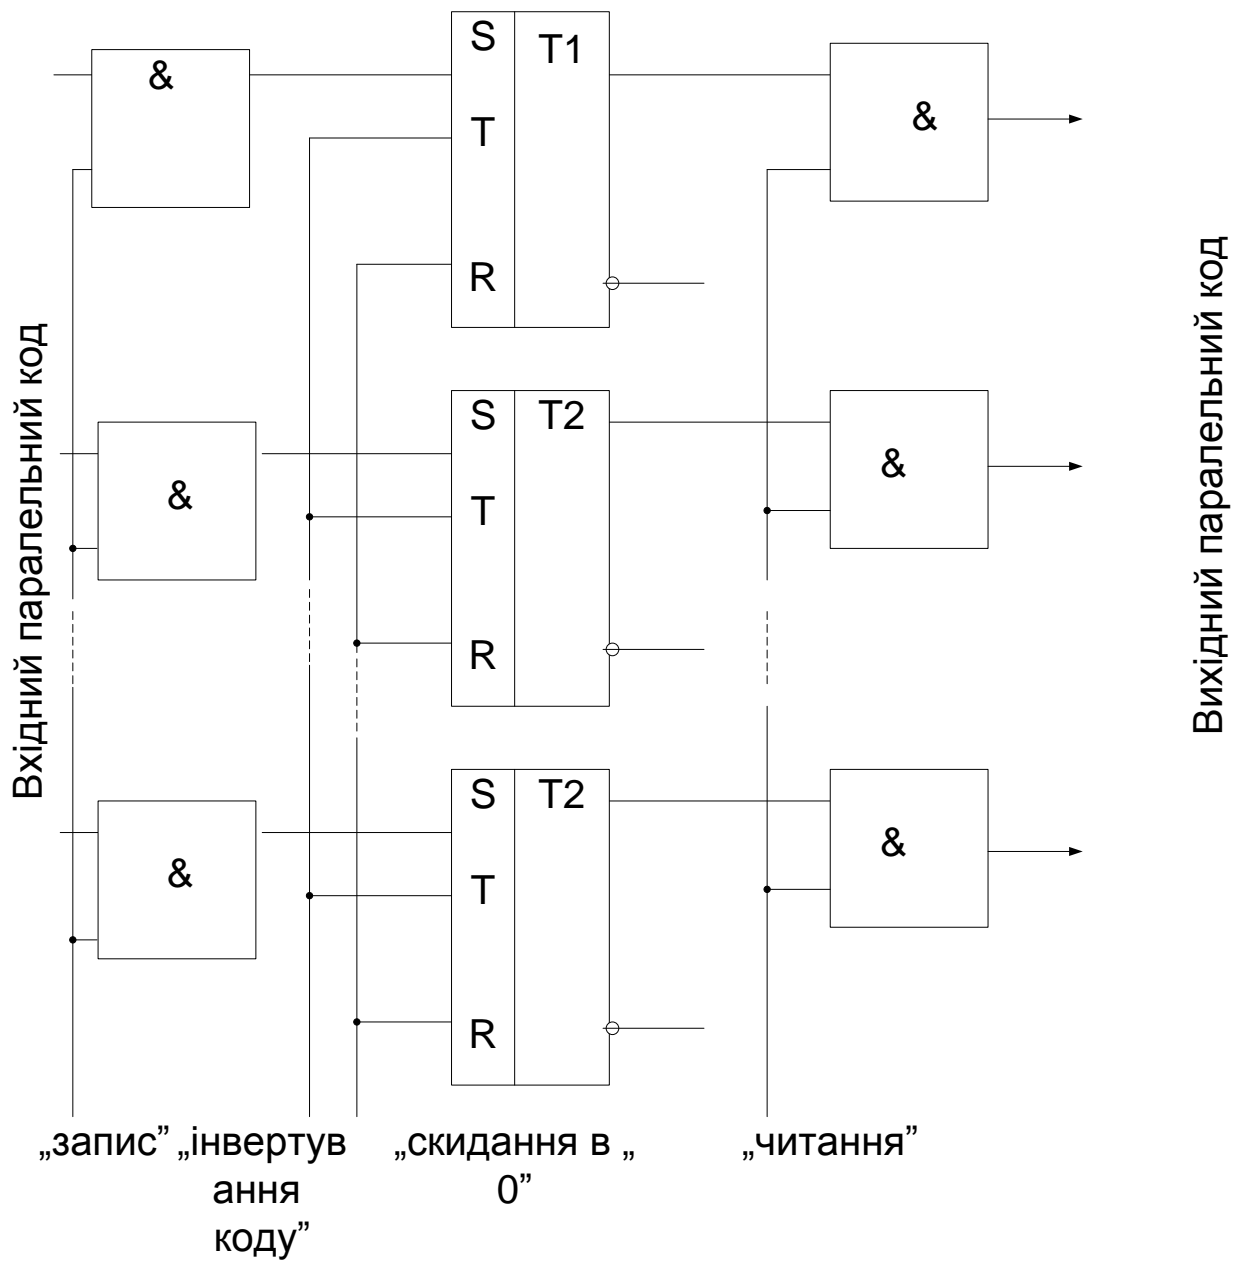 &
S
T1
T
R
&
&
S
T2
T
R
&
&
S
T2
T
R
&
Вхідний паралельний код
Вихідний паралельний код
„запис”
„інвертув
ання
коду”
„скидання в „
0”
„читання”